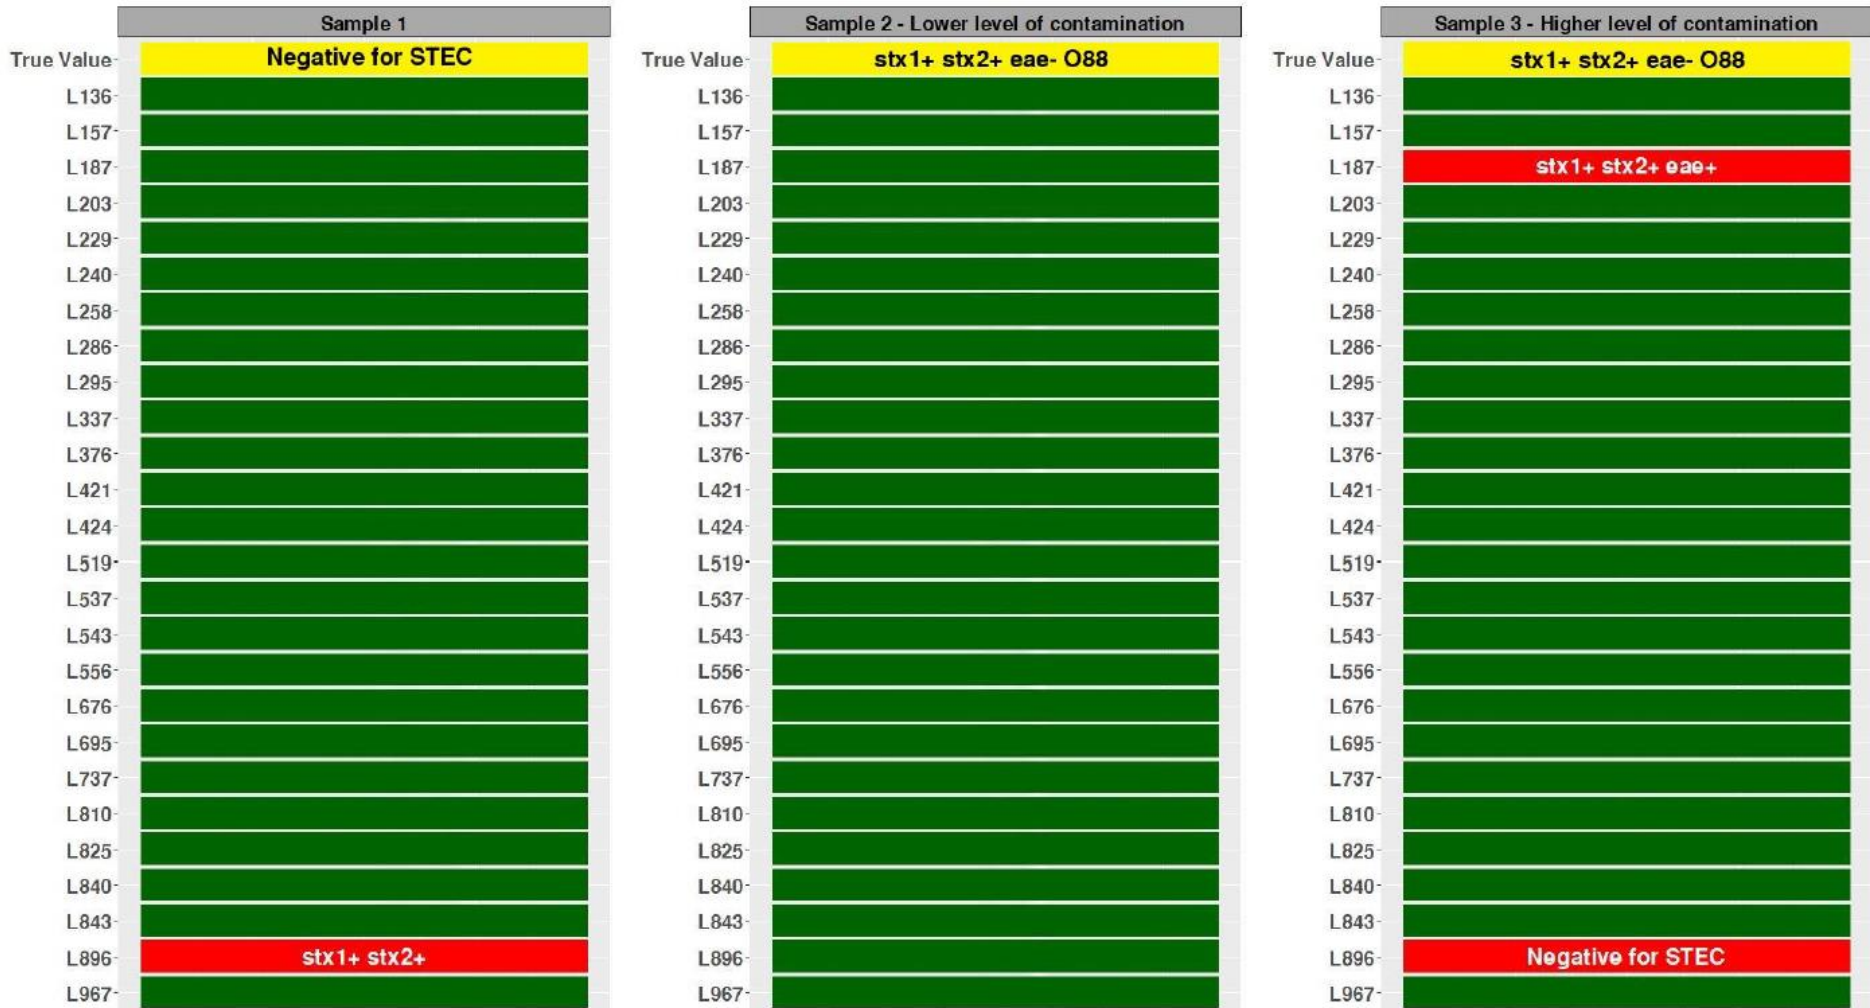 Sample 1
True Value
Negative for STEC
L136
L157
L187
L203
L229
L240
L258
L286
L295
L337
L376
L421
L424
L519
L537
L543
L556
L676
L695
L737
L810
L825
L840
L843
L896
stx1+ stx2+
L967
Sample 2 - Lower level of contamination
True Value
stx1+ stx2+ eae- O88
L136
L157
L187
L203
L229
L240
L258
L286
L295
L337
L376
L421
L424
L519
L537
L543
L556
L676
L695
L737
L810
L825
L840
L843
L896
L967
Sample 3 - Higher level of contamination
True Value
stx1+ stx2+ eae- O88
L136
L157
L187
stx1+ stx2+ eae+
L203
L229
L240
L258
L286
L295
L337
L376
L421
L424
L519
L537
L543
L556
L676
L695
L737
L810
L825
L840
L843
L896
Negative for STEC
L967